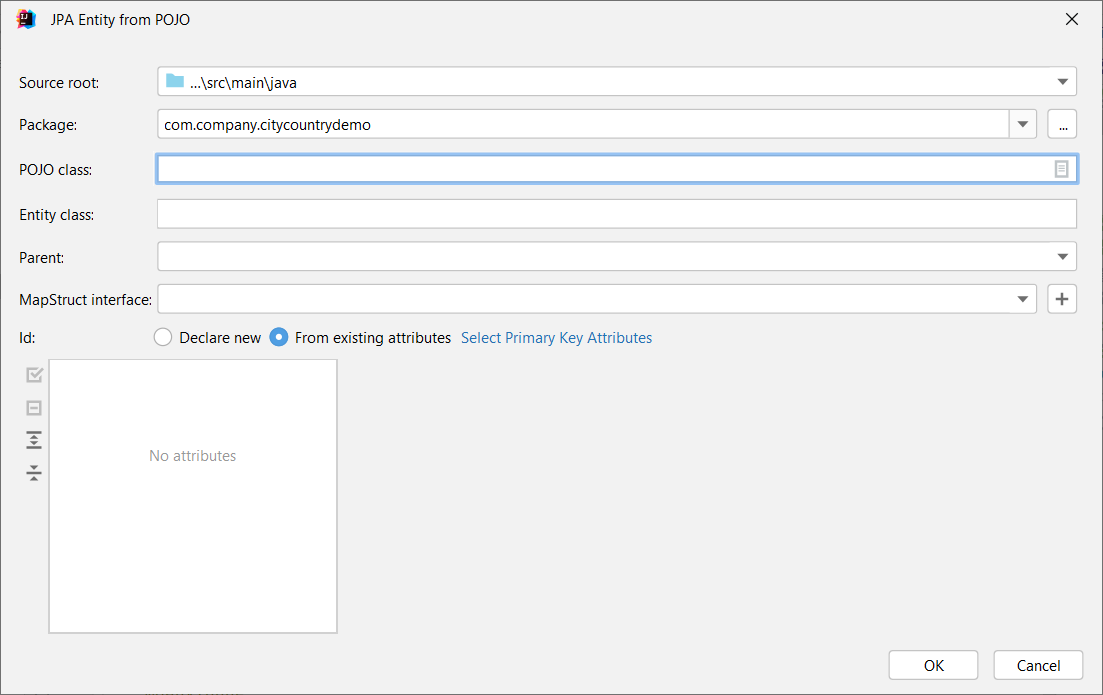 JPA Entity from POJO
Source root: ...\src\main\java
Package: com.company.citycountrydemo ...
POJO class:
Entity class:
Parent:
MapStruct interface:
Id: Declare new From existing attributes Select Primary Key Attributes
No attributes
OK Cancel